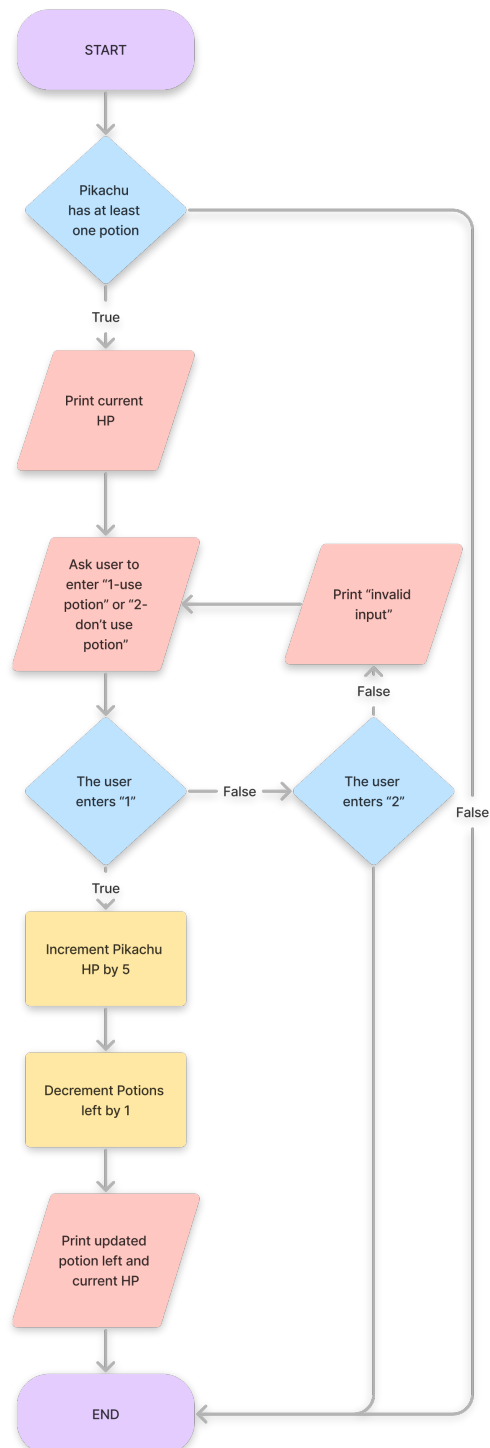 START
Pikachu
has at least
one potion
True
Print current
HP
Ask user to
enter “1-use
potion” or “2-
don’t use
potion”
Print “invalid
input”
False
The user
enters “1”
False
The user
enters “2”
False
True
Increment Pikachu
HP by 5
Decrement Potions
left by 1
Print updated
potion left and
current HP
END